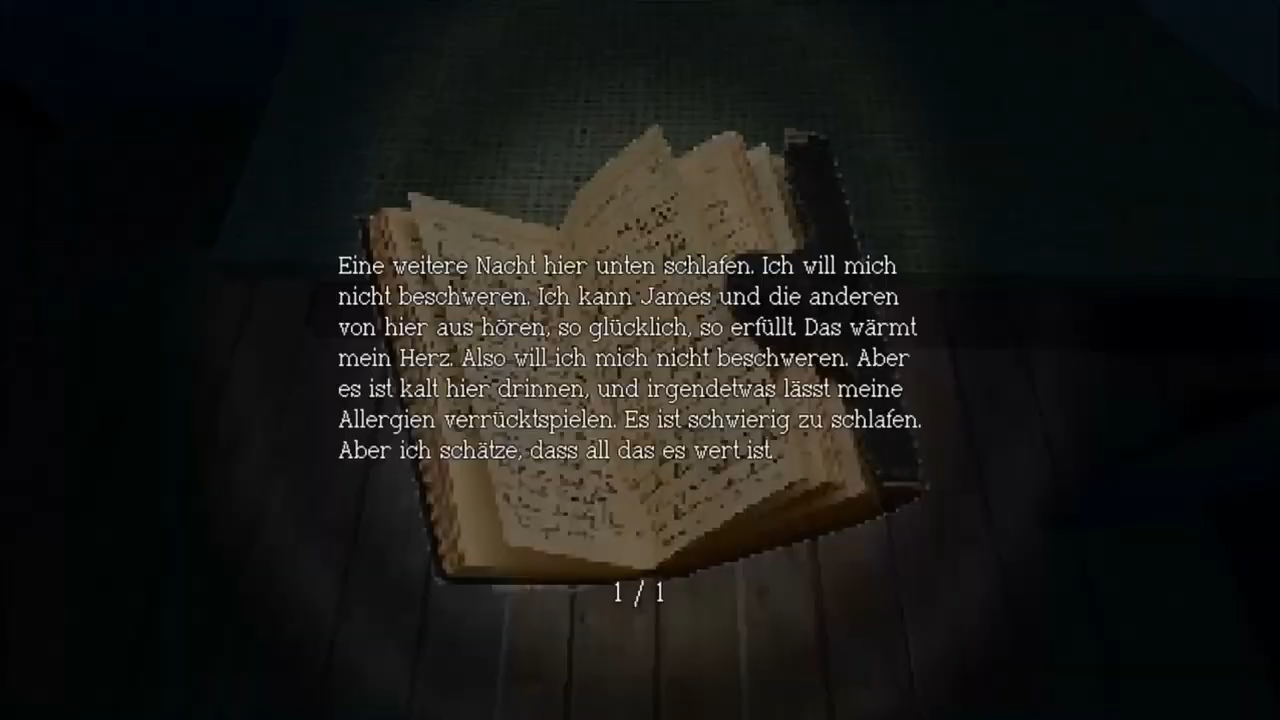 Eine weitere Nacht hier unten schlafen. Ich will mich
nicht beschweren. Ich kann James und die anderen
von hier aus hören, so glücklich, so erfüllt. Das wärmt
mein Herz. Also will ich mich nicht beschweren. Aber
es ist kalt hier drinnen, und irgendetwas lässt meine
Allergien verrücktspielen. Es ist schwierig zu schlafen.
Aber ich schätze, dass all das es wert ist.
1 / 1